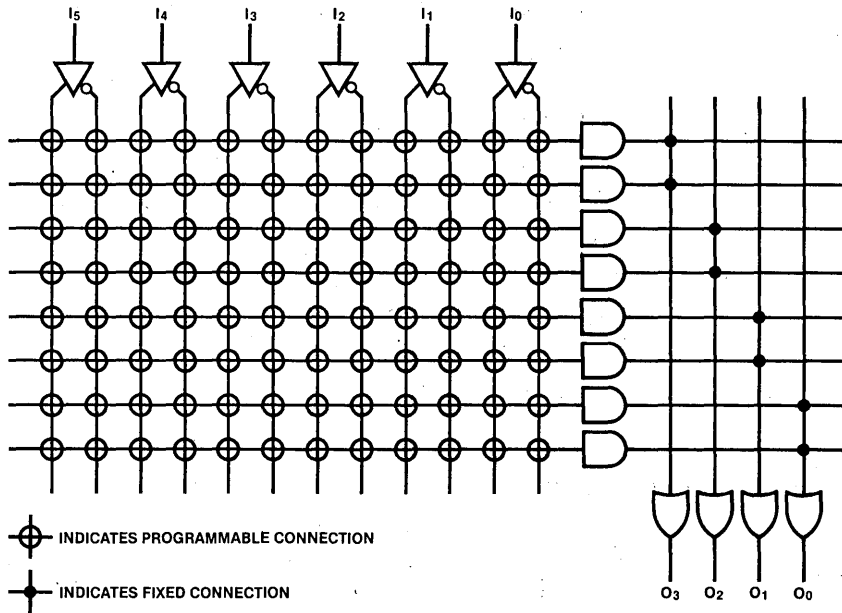 I5 I4 I3 I2 I1 I0
INDICATES PROGRAMMABLE CONNECTION
INDICATES FIXED CONNECTION
O3 O2 O1 O0